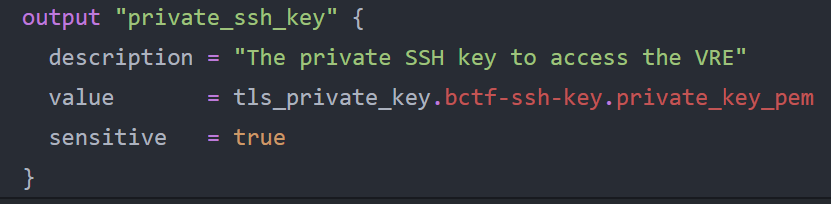 output "private_ssh_key" {
  description = "The private SSH key to access the VRE"
  value       = tls_private_key.bctf-ssh-key.private_key_pem
  sensitive   = true
}